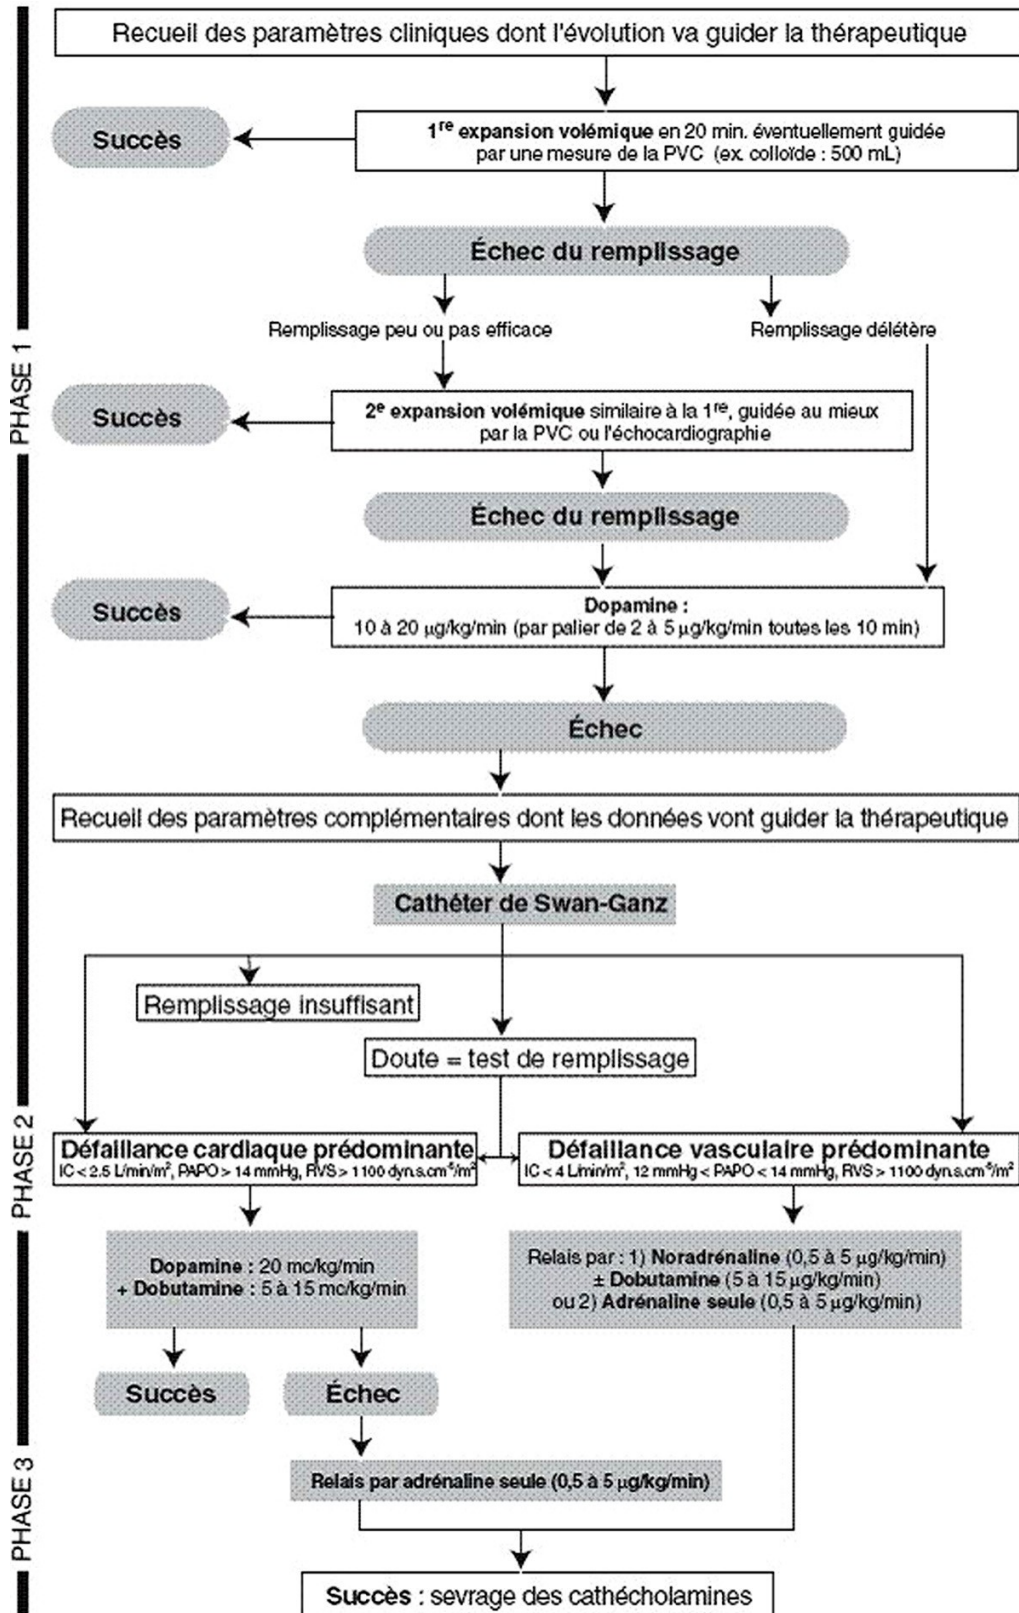 Recueil des paramètres cliniques dont l'évolution va guider la thérapeutique
Succès
1re expansion volémique en 20 min. éventuellement guidée
par une mesure de la PVC (ex. colloïde : 500 mL)
Échec du remplissage
Remplissage peu ou pas efficace
Remplissage délétère
PHASE 1
Succès
2e expansion volémique similaire à la 1re, guidée au mieux
par la PVC ou l'échocardiographie
Échec du remplissage
Succès
Dopamine :
10 à 20 µg/kg/min (par palier de 2 à 5 µg/kg/min toutes les 10 min)
Échec
Recueil des paramètres complémentaires dont les données vont guider la thérapeutique
Cathéter de Swan-Ganz
Remplissage insuffisant
Doute = test de remplissage
PHASE 2
Défaillance cardiaque prédominante
IC < 2.5 L/min/m², PAPO > 14 mmHg, RVS > 1100 dyn.s.cm⁻⁵/m²
Défaillance vasculaire prédominante
IC < 4 L/min/m², 12 mmHg < PAPO < 14 mmHg, RVS > 1100 dyn.s.cm⁻⁵/m²
Dopamine : 20 mc/kg/min
+ Dobutamine : 5 à 15 mc/kg/min
Relais par : 1) Noradrénaline (0,5 à 5 µg/kg/min)
± Dobutamine (5 à 15 µg/kg/min)
ou 2) Adrénaline seule (0,5 à 5 µg/kg/min)
Succès
Échec
PHASE 3
Relais par adrénaline seule (0,5 à 5 µg/kg/min)
Succès : sevrage des cathécholamines